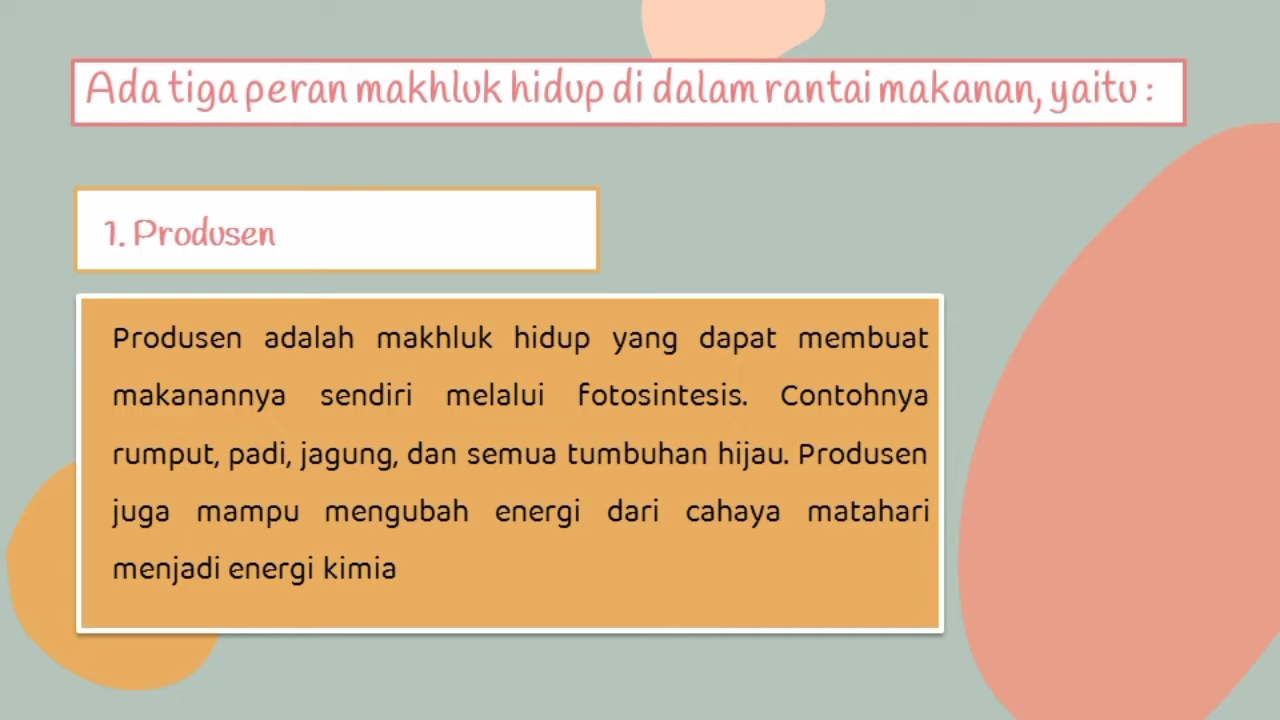 Ada tiga peran makhluk hidup di dalam rantai makanan, yaitu :
1. Produsen
Produsen adalah makhluk hidup yang dapat membuat
makanannya sendiri melalui fotosintesis. Contohnya
rumput, padi, jagung, dan semua tumbuhan hijau. Produsen
juga mampu mengubah energi dari cahaya matahari
menjadi energi kimia